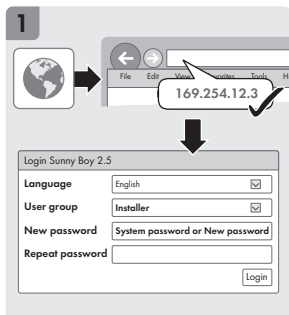 1
File Edit View Favorites Tools
169.254.12.3
Login Sunny Boy 2.5
Language English
User group Installer
New password System password or New password
Repeat password
Login